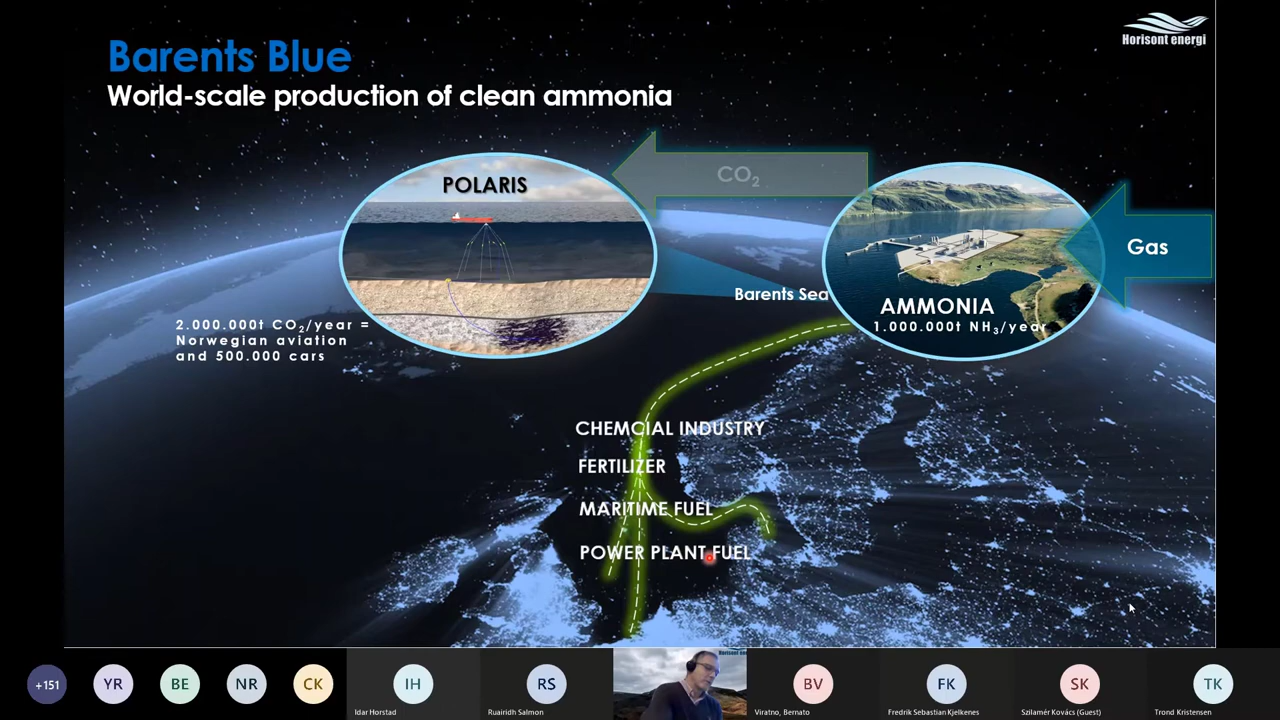 Barents Blue
World-scale production of clean ammonia
Horisont energi
POLARIS
CO₂
Gas
Barents Sea
AMMONIA
1.000.000t NH₃/year
2.000.000t CO₂/year =
Norwegian aviation
and 500.000 cars
CHEMCIAL INDUSTRY
FERTILIZER
MARITIME FUEL
POWER PLANT FUEL
+151
YR
BE
NR
CK
IH
Idar Horstad
RS
Ruairidh Salmon
Horisont energi
BV
Viratno, Bernato
FK
Fredrik Sebastian Kjelkenes
SK
Szilamér Kovács (Guest)
TK
Trond Kristensen